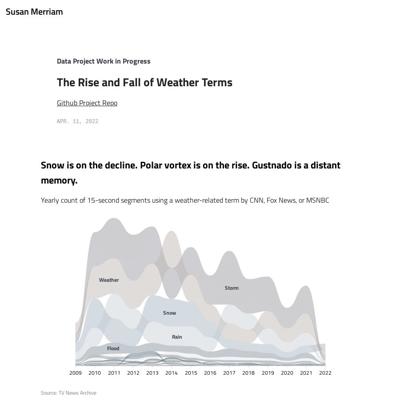 Susan Merriam
Data Project Work in Progress
The Rise and Fall of Weather Terms
Github Project Repo
APR. 11, 2022
Snow is on the decline. Polar vortex is on the rise. Gustnado is a distant
memory.
Yearly count of 15-second segments using a weather-related term by CNN, Fox News, or MSNBC
Weather
Storm
Snow
Rain
Flood
2009 2010 2011 2012 2013 2014 2015 2016 2017 2018 2019 2020 2021 2022
Source: TV News Archive